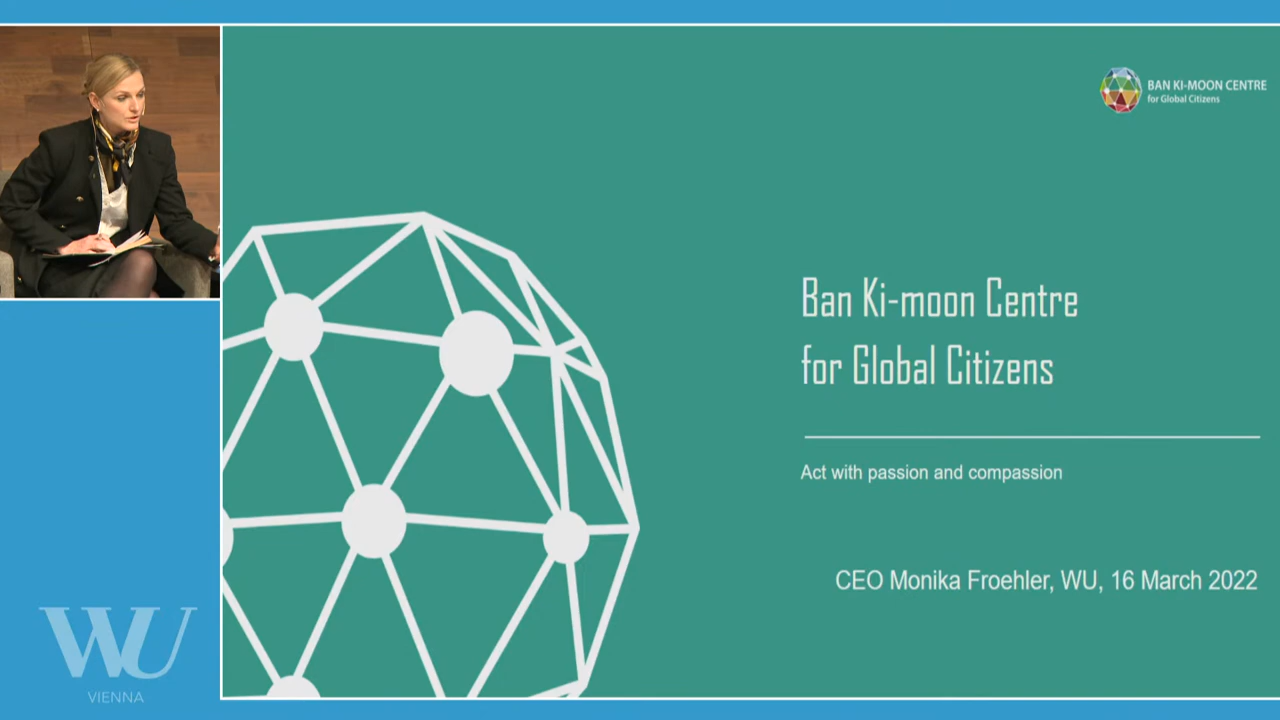 BAN KI-MOON CENTRE
for Global Citizens
Ban Ki-moon Centre
for Global Citizens
Act with passion and compassion
CEO Monika Froehler, WU, 16 March 2022
WU
VIENNA